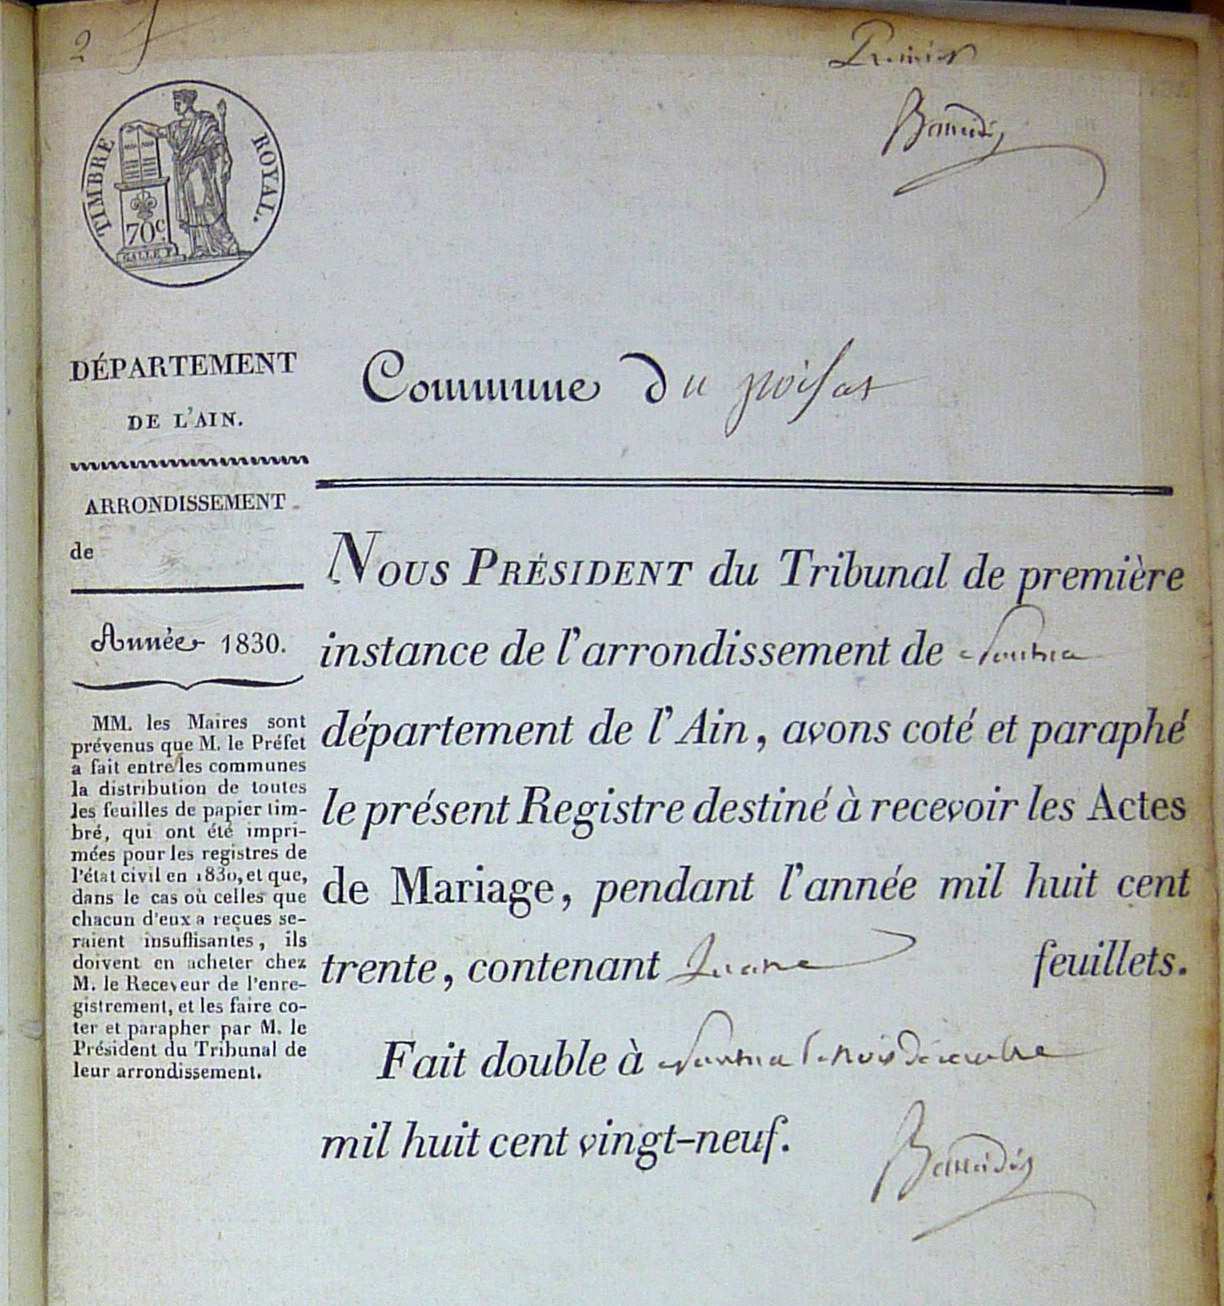 2
Premier
TIMBRE ROYAL.
70c
GALLE F.
DÉPARTEMENT
DE L'AIN.
Commune Du poisat
ARRONDISSEMENT
de
Année 1830.
MM. les Maires sont
prévenus que M. le Préfet
a fait entre les communes
la distribution de toutes
les feuilles de papier tim-
bré, qui ont été impri-
mées pour les registres de
l'état civil en 1830, et que,
dans le cas où celles que
chacun d'eux a reçues se-
raient insuffisantes, ils
doivent en acheter chez
M. le Receveur de l'enre-
gistrement, et les faire co-
ter et parapher par M. le
Président du Tribunal de
leur arrondissement.
NOUS PRÉSIDENT du Tribunal de première
instance de l'arrondissement de Nantua
département de l'Ain, avons coté et paraphé
le présent Registre destiné à recevoir les Actes
de Mariage, pendant l'année mil huit cent
trente, contenant feuillets.
Fait double à Nantua le décembre
mil huit cent vingt-neuf.